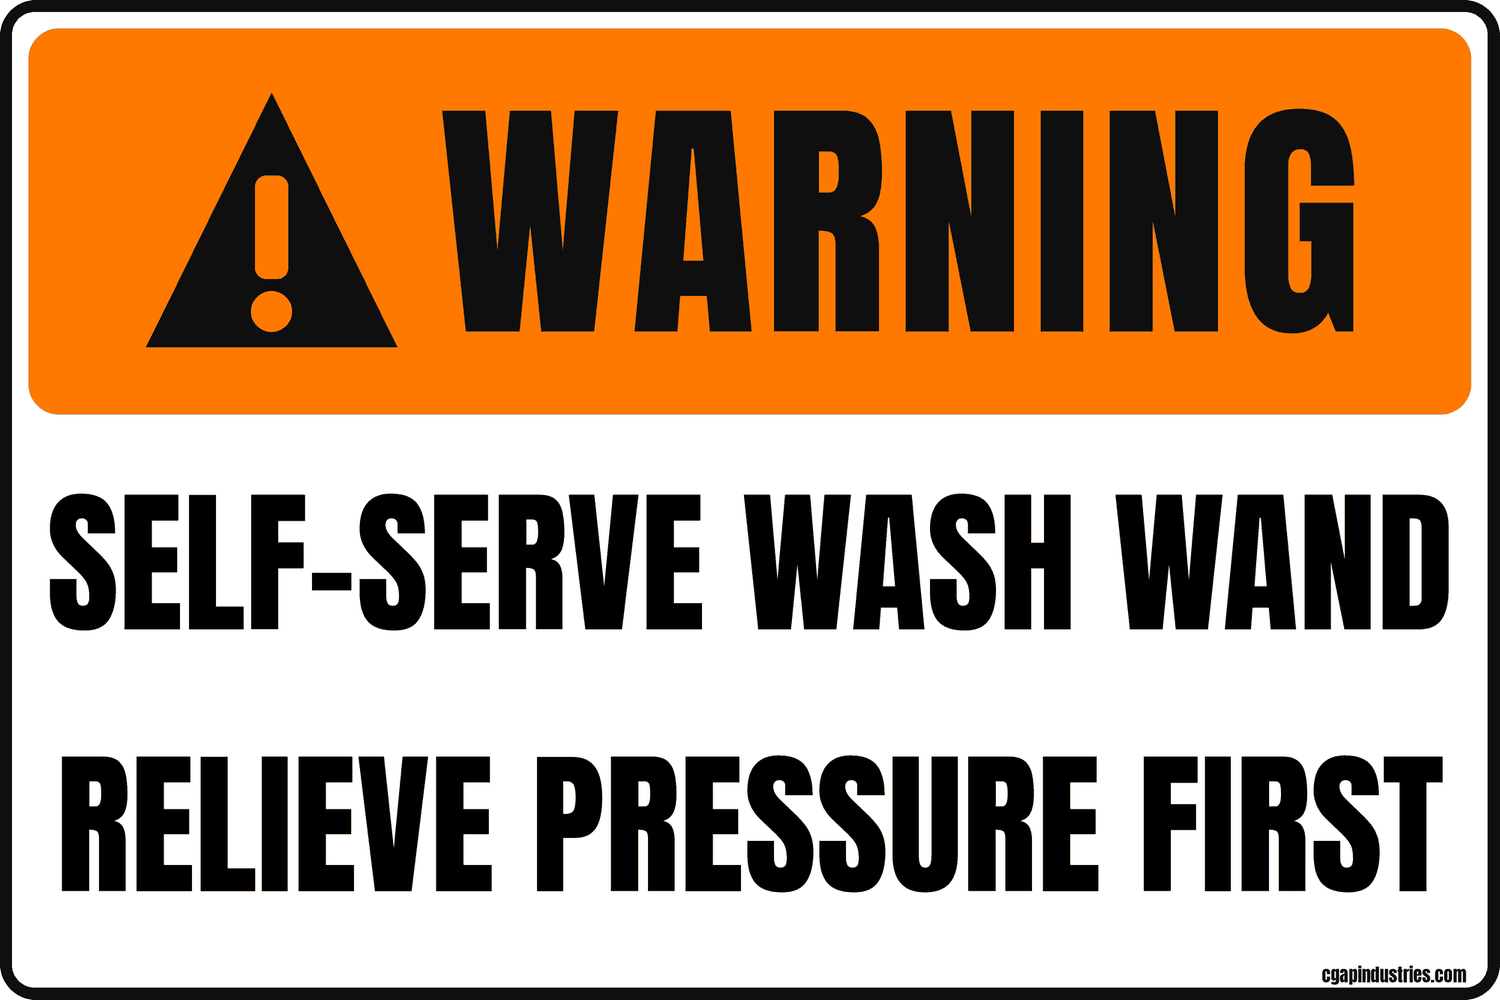 WARNING
SELF-SERVE WASH WAND
RELIEVE PRESSURE FIRST
cgapindustries.com